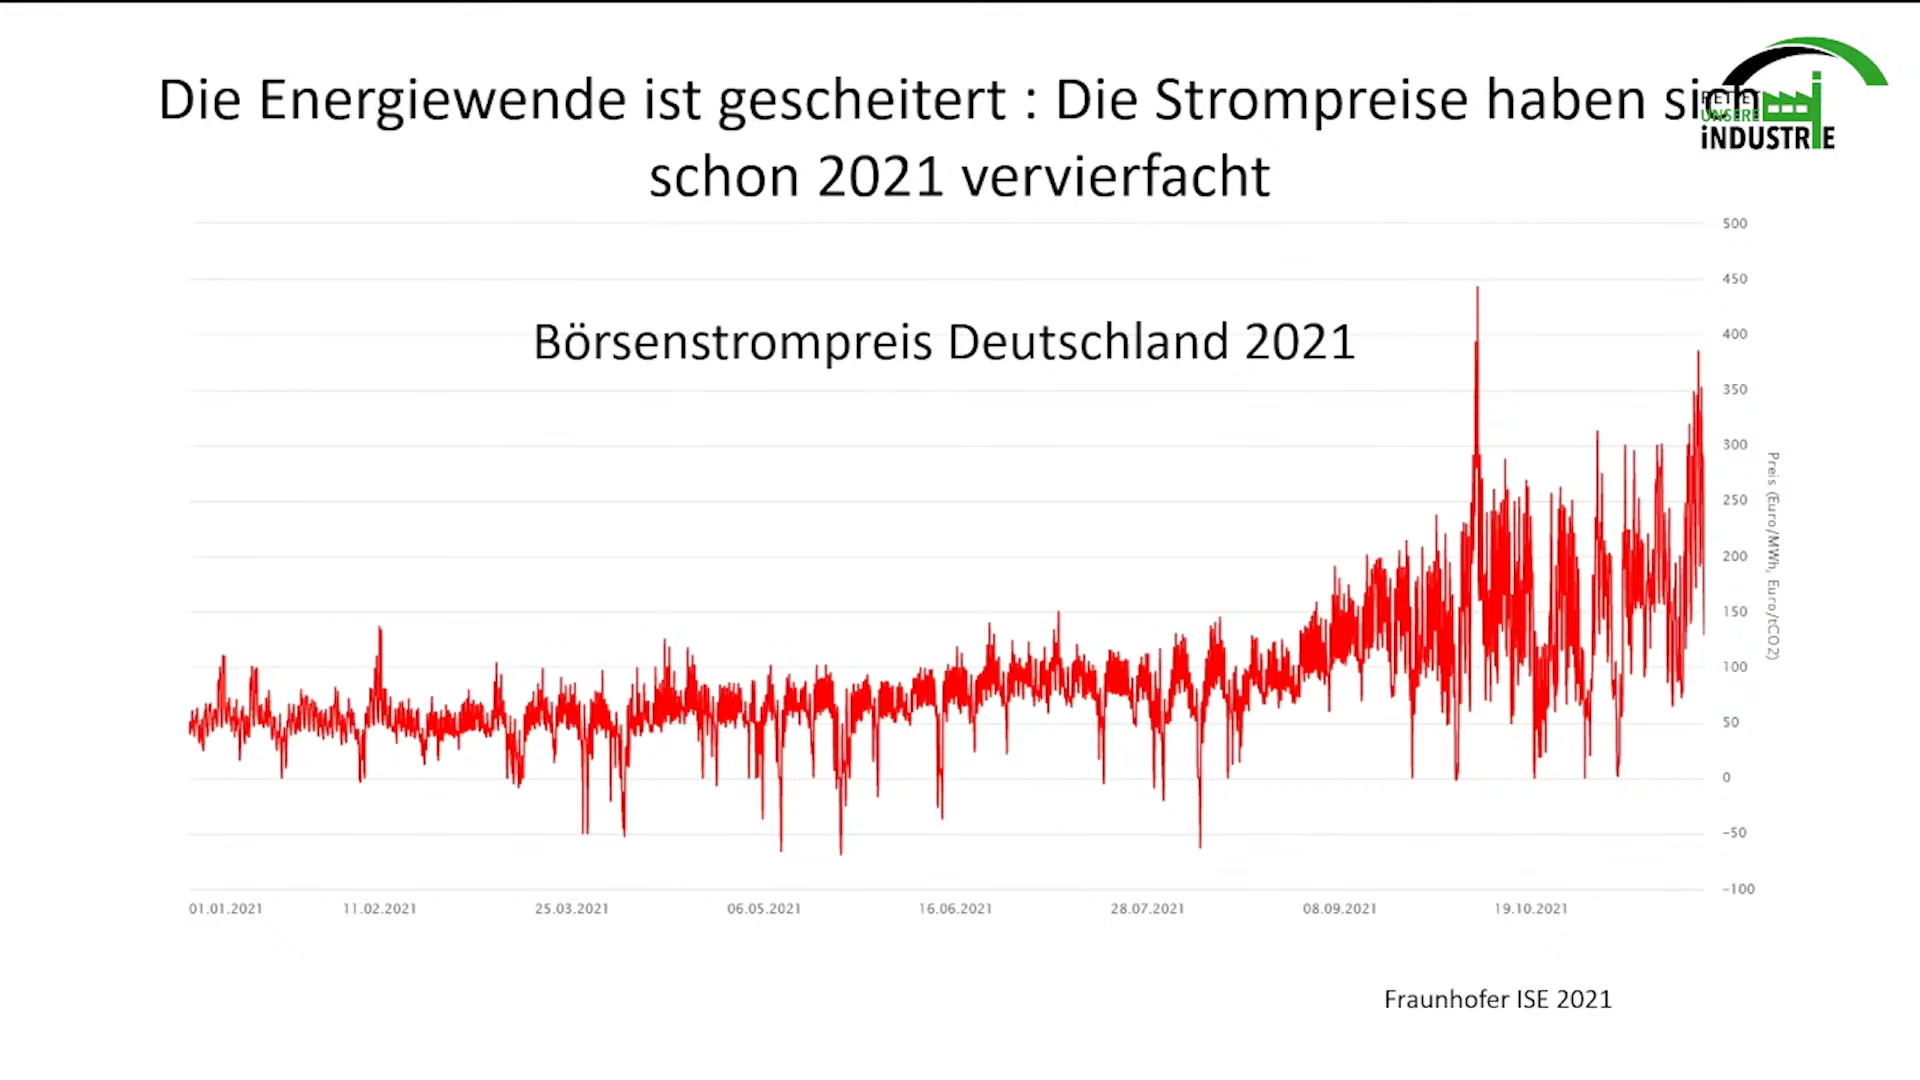 Die Energiewende ist gescheitert : Die Strompreise haben sich
schon 2021 vervierfacht
RETTET
UNSERE
iNDUSTRiE
Börsenstrompreis Deutschland 2021
500
450
400
350
300
250
200
150
100
50
0
-50
-100
Preis (Euro/MWh, Euro/tCO2)
01.01.2021 11.02.2021 25.03.2021 06.05.2021 16.06.2021 28.07.2021 08.09.2021 19.10.2021
Fraunhofer ISE 2021